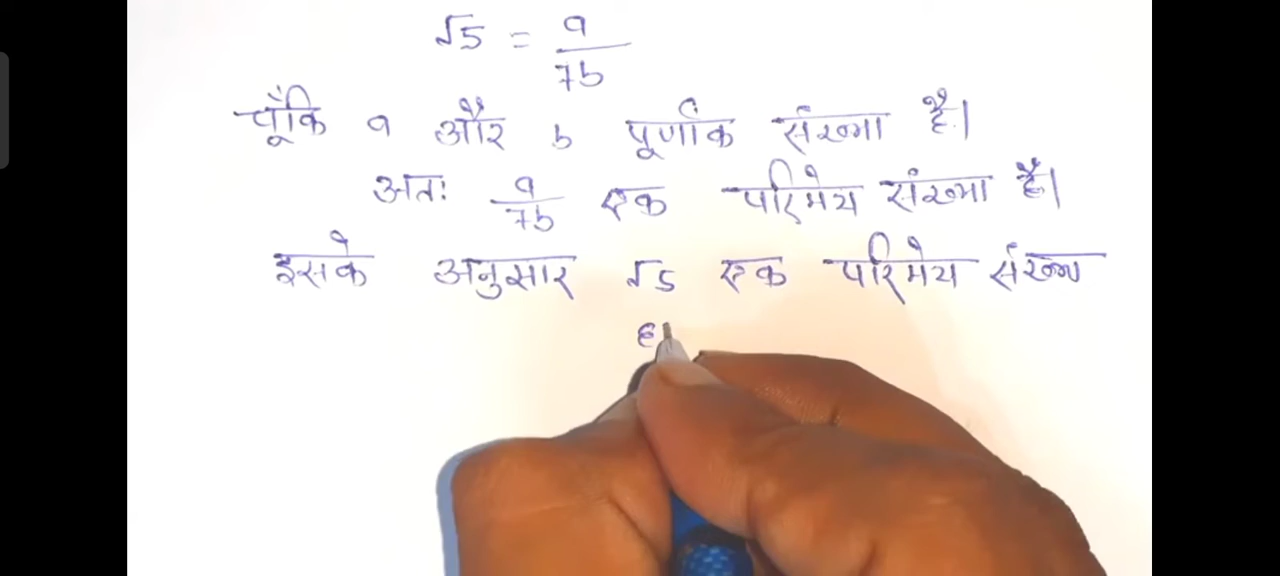 √5 = a/7b
चूँकि a और b पूर्णांक संख्या है।
अतः a/7b एक परिमेय संख्या है।
इसके अनुसार √5 एक परिमेय संख्या
ह